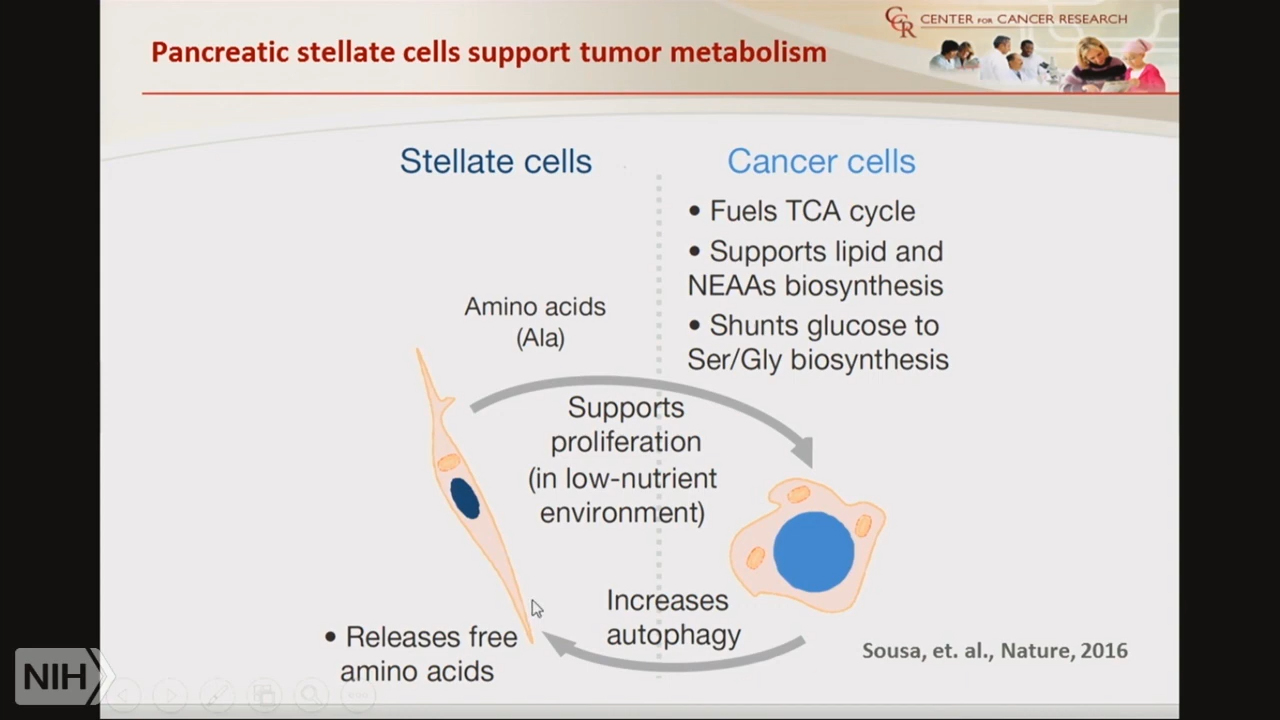 CCR CENTER FOR CANCER RESEARCH
Pancreatic stellate cells support tumor metabolism
Stellate cells
Cancer cells
• Fuels TCA cycle
• Supports lipid and
NEAAs biosynthesis
• Shunts glucose to
Ser/Gly biosynthesis
Amino acids
(Ala)
Supports
proliferation
(in low-nutrient
environment)
Increases
autophagy
• Releases free
amino acids
Sousa, et. al., Nature, 2016
NIH